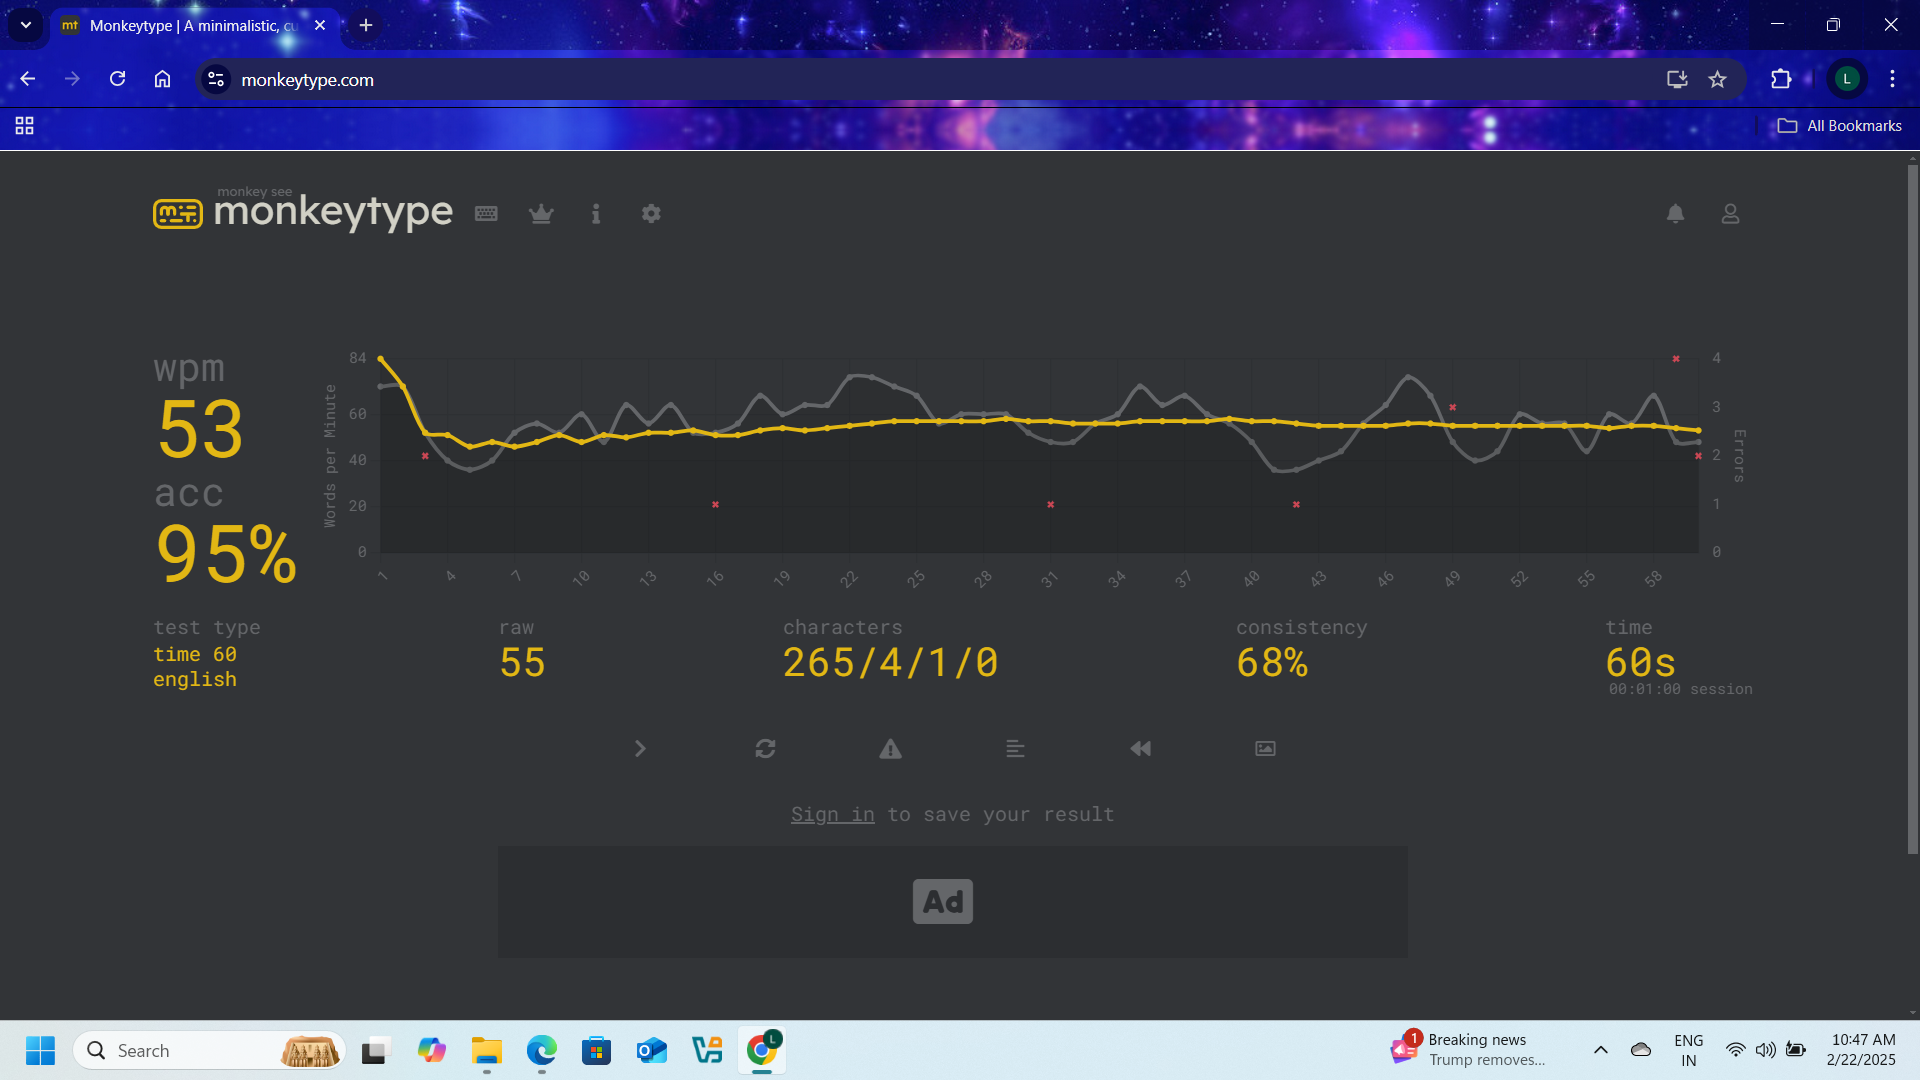 mt Monkeytype | A minimalistic, cu
monkeytype.com
L
All Bookmarks
monkey see
monkeytype
wpm
53
acc
95%
Words per Minute
84
60
40
20
0
4
3
2
1
0
Errors
1 4 7 10 13 16 19 22 25 28 31 34 37 40 43 46 49 52 55 58
test type
time 60
english
raw
55
characters
265/4/1/0
consistency
68%
time
60s
00:01:00 session
Sign in to save your result
Ad
Search
L
1
Breaking news
Trump removes...
ENG
IN
10:47 AM
2/22/2025